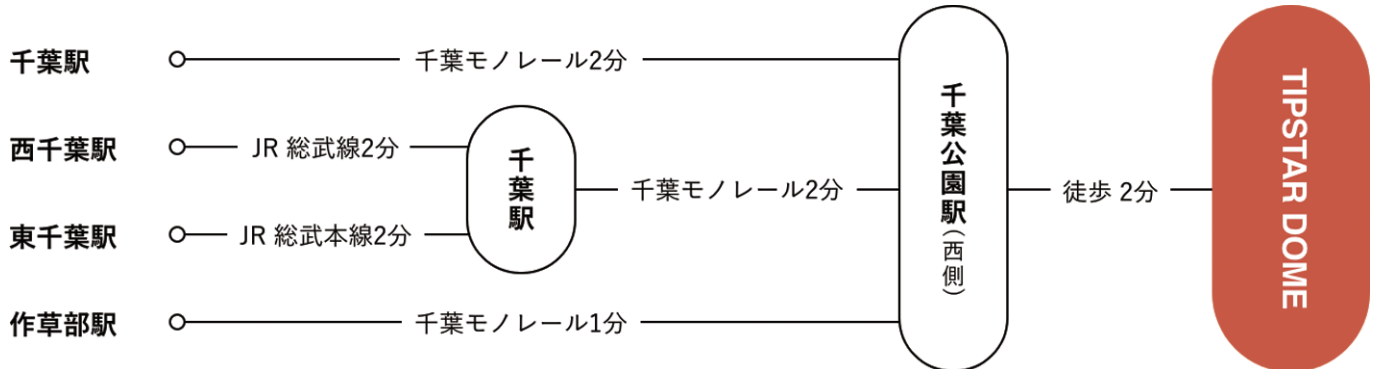 千葉駅
千葉モノレール2分
西千葉駅
JR 総武線2分
東千葉駅
JR 総武本線2分
千葉駅
千葉モノレール2分
作草部駅
千葉モノレール1分
千葉公園駅(西側)
徒歩 2分
TIPSTAR DOME